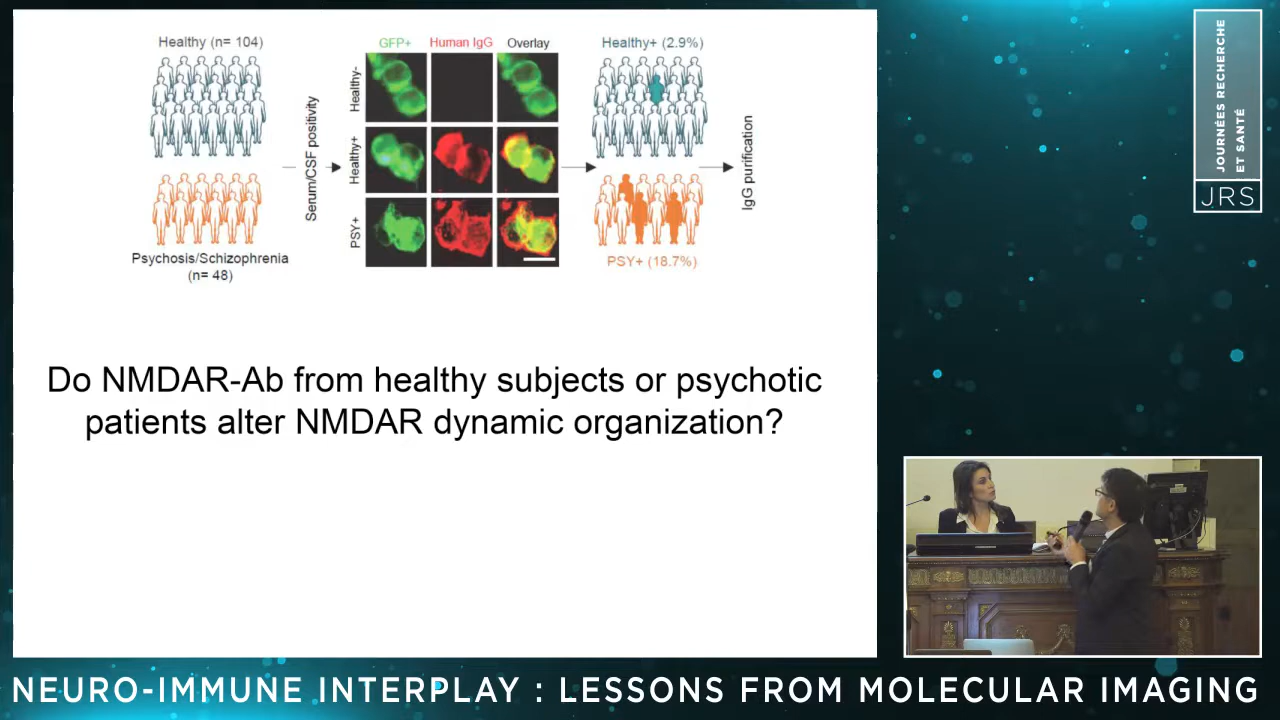 Healthy (n= 104)
GFP+ Human IgG Overlay
Healthy+ (2.9%)
Serum/CSF positivity
Healthy-
Healthy+
PSY+
IgG purification
Psychosis/Schizophrenia
(n= 48)
PSY+ (18.7%)
Do NMDAR-Ab from healthy subjects or psychotic
patients alter NMDAR dynamic organization?
JOURNÉES RECHERCHE
ET SANTÉ
JRS
NEURO-IMMUNE INTERPLAY : LESSONS FROM MOLECULAR IMAGING